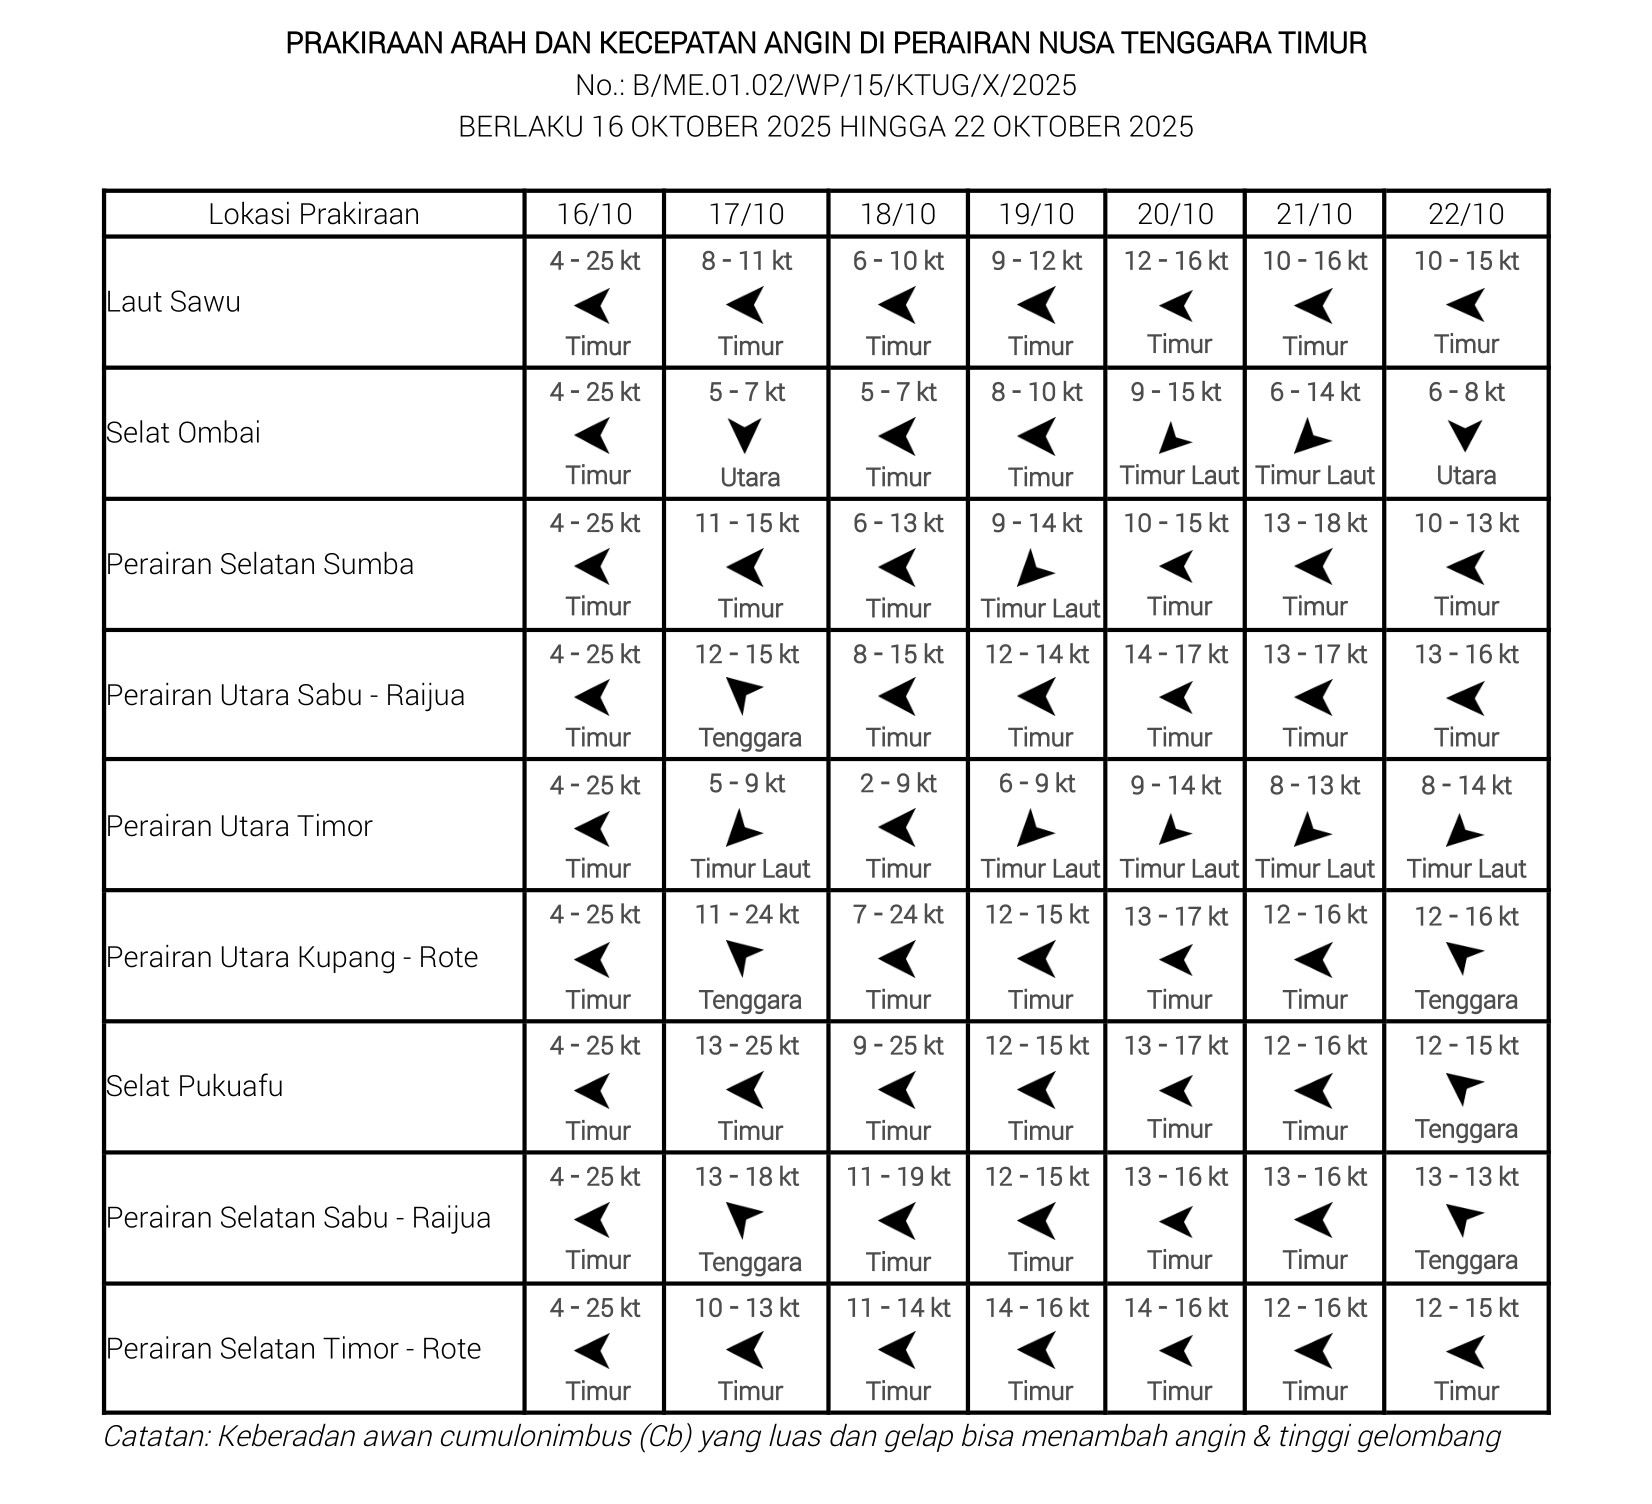 PRAKIRAAN ARAH DAN KECEPATAN ANGIN DI PERAIRAN NUSA TENGGARA TIMUR
No.: B/ME.01.02/WP/15/KTUG/X/2025
BERLAKU 16 OKTOBER 2025 HINGGA 22 OKTOBER 2025
Lokasi Prakiraan 16/10 17/10 18/10 19/10 20/10 21/10 22/10
4 - 25 kt 8 - 11 kt 6 - 10 kt 9 - 12 kt 12 - 16 kt 10 - 16 kt 10 - 15 kt
Laut Sawu
Timur Timur Timur Timur Timur Timur Timur
4 - 25 kt 5 - 7 kt 5 - 7 kt 8 - 10 kt 9 - 15 kt 6 - 14 kt 6 - 8 kt
Selat Ombai
Timur Utara Timur Timur Timur Laut Timur Laut Utara
4 - 25 kt 11 - 15 kt 6 - 13 kt 9 - 14 kt 10 - 15 kt 13 - 18 kt 10 - 13 kt
Perairan Selatan Sumba
Timur Timur Timur Timur Laut Timur Timur Timur
4 - 25 kt 12 - 15 kt 8 - 15 kt 12 - 14 kt 14 - 17 kt 13 - 17 kt 13 - 16 kt
Perairan Utara Sabu - Raijua
Timur Tenggara Timur Timur Timur Timur Timur
4 - 25 kt 5 - 9 kt 2 - 9 kt 6 - 9 kt 9 - 14 kt 8 - 13 kt 8 - 14 kt
Perairan Utara Timor
Timur Timur Laut Timur Timur Laut Timur Laut Timur Laut Timur Laut
4 - 25 kt 11 - 24 kt 7 - 24 kt 12 - 15 kt 13 - 17 kt 12 - 16 kt 12 - 16 kt
Perairan Utara Kupang - Rote
Timur Tenggara Timur Timur Timur Timur Tenggara
4 - 25 kt 13 - 25 kt 9 - 25 kt 12 - 15 kt 13 - 17 kt 12 - 16 kt 12 - 15 kt
Selat Pukuafu
Timur Timur Timur Timur Timur Timur Tenggara
4 - 25 kt 13 - 18 kt 11 - 19 kt 12 - 15 kt 13 - 16 kt 13 - 16 kt 13 - 13 kt
Perairan Selatan Sabu - Raijua
Timur Tenggara Timur Timur Timur Timur Tenggara
4 - 25 kt 10 - 13 kt 11 - 14 kt 14 - 16 kt 14 - 16 kt 12 - 16 kt 12 - 15 kt
Perairan Selatan Timor - Rote
Timur Timur Timur Timur Timur Timur Timur
Catatan: Keberadan awan cumulonimbus (Cb) yang luas dan gelap bisa menambah angin & tinggi gelombang